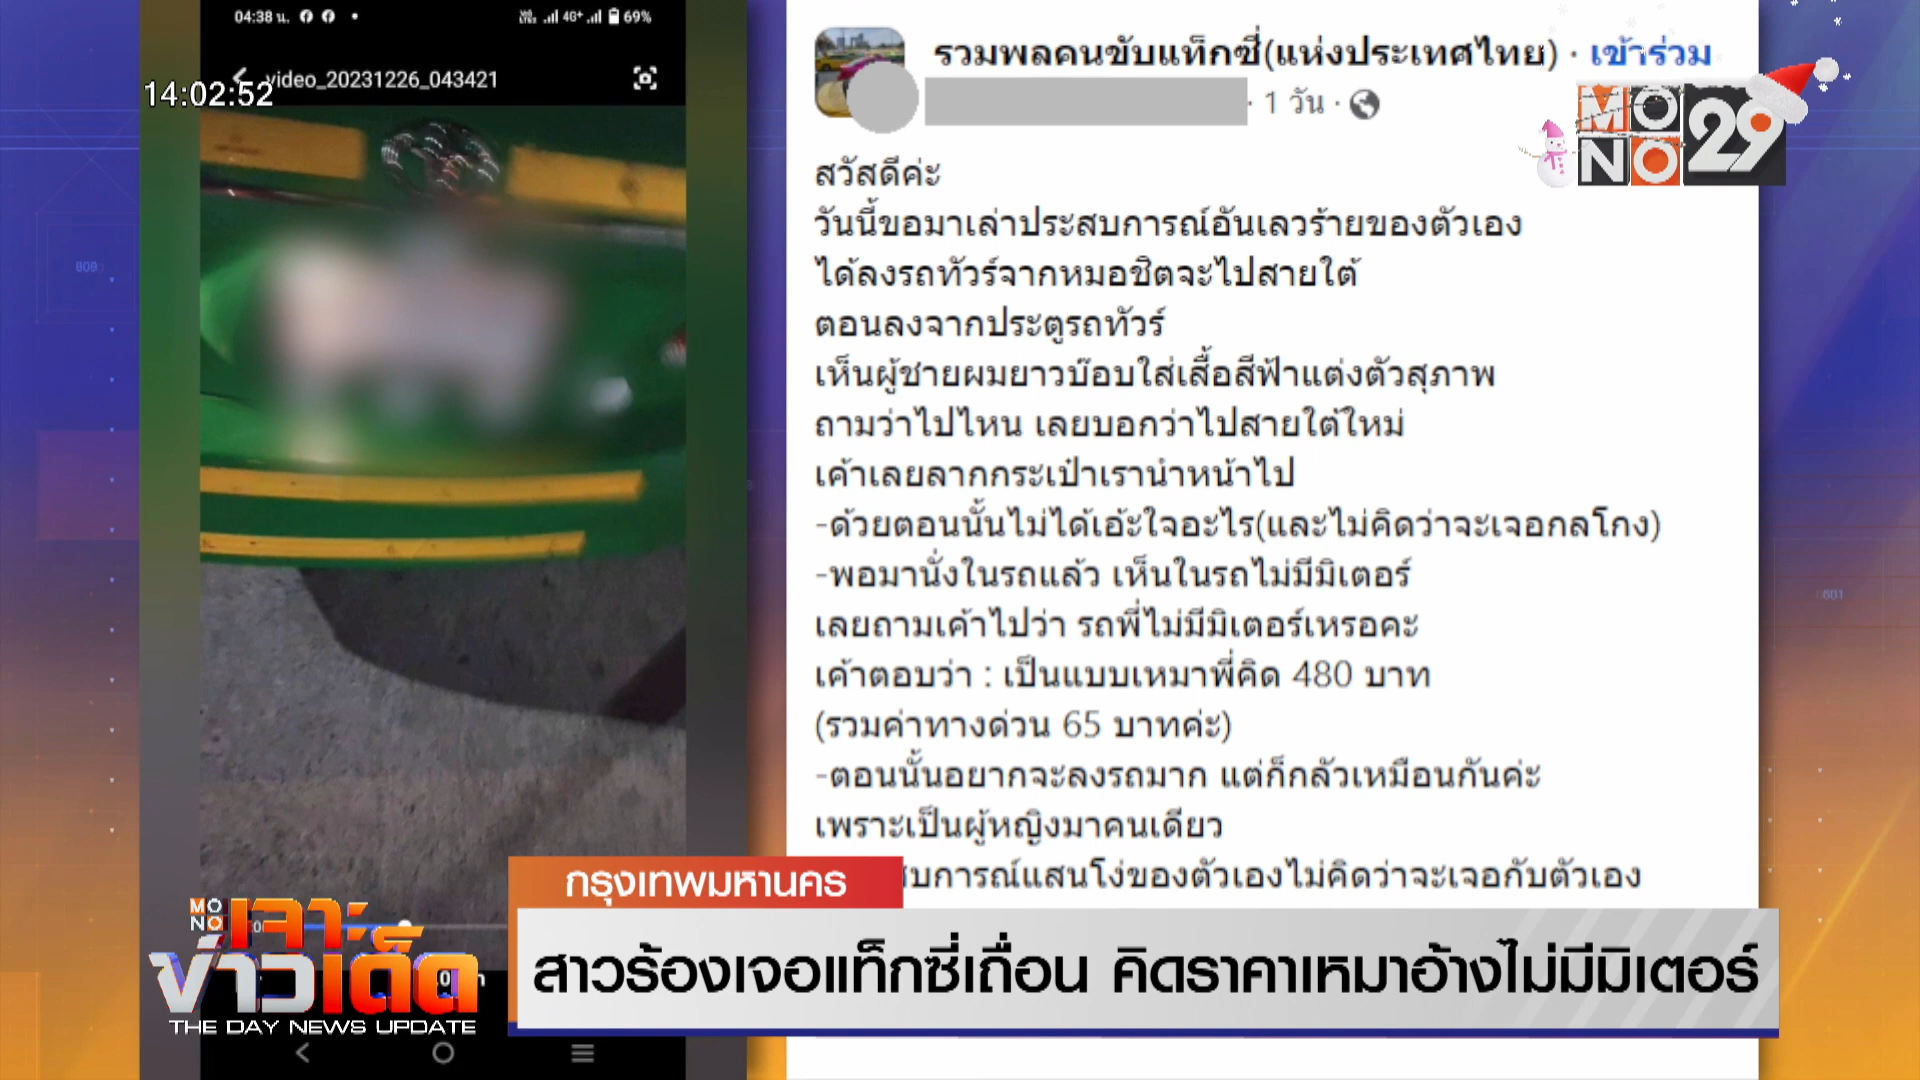 04:38 น.
4G+
69%
video_20231226_043421
14:02:52
รวมพลคนขับแท็กซี่(แห่งประเทศไทย) · เข้าร่วม
· 1 วัน ·
MONO 29
สวัสดีค่ะ
วันนี้ขอมาเล่าประสบการณ์อันเลวร้ายของตัวเอง
ได้ลงรถทัวร์จากหมอชิตจะไปสายใต้
ตอนลงจากประตูรถทัวร์
เห็นผู้ชายผมยาวบ๊อบใส่เสื้อสีฟ้าแต่งตัวสุภาพ
ถามว่าไปไหน เลยบอกว่าไปสายใต้ใหม่
เค้าเลยลากกระเป๋าเรานำหน้าไป
-ด้วยตอนนั้นไม่ได้เอ้ะใจอะไร(และไม่คิดว่าจะเจอกลโกง)
-พอมานั่งในรถแล้ว เห็นในรถไม่มีมิเตอร์
เลยถามเค้าไปว่า รถพี่ไม่มีมิเตอร์เหรอคะ
เค้าตอบว่า : เป็นแบบเหมาพี่คิด 480 บาท
(รวมค่าทางด่วน 65 บาทค่ะ)
-ตอนนั้นอยากจะลงรถมาก แต่ก็กลัวเหมือนกันค่ะ
เพราะเป็นผู้หญิงมาคนเดียว
สบการณ์แสนโง่ของตัวเองไม่คิดว่าจะเจอกับตัวเอง
กรุงเทพมหานคร
สาวร้องเจอแท็กซี่เถื่อน คิดราคาเหมาอ้างไม่มีมิเตอร์
MONO เจาะ
ข่าวเด็ด
THE DAY NEWS UPDATE
809
601